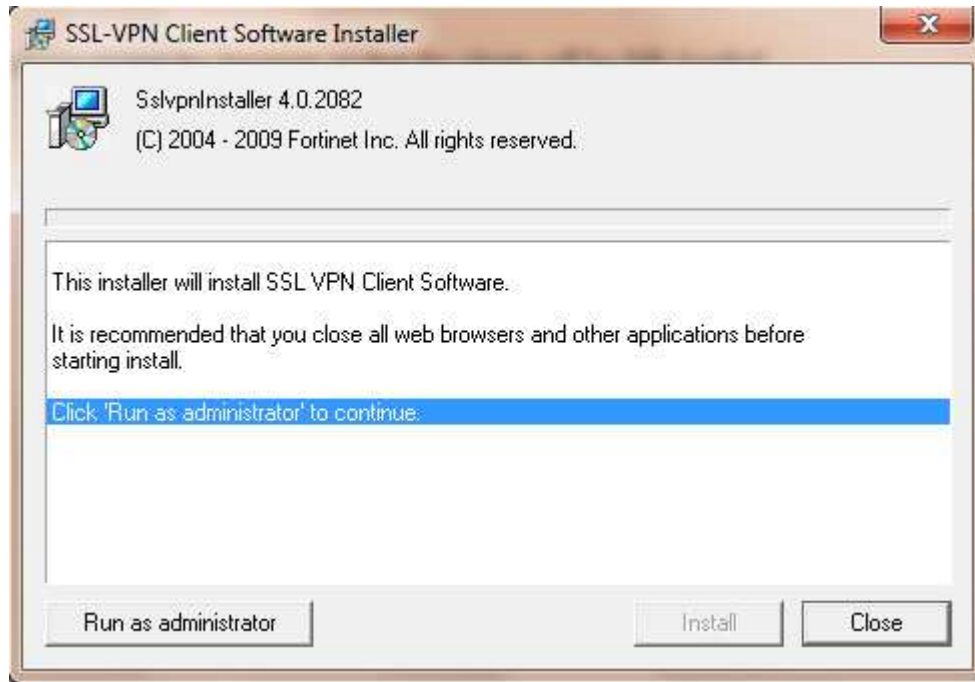 SSL-VPN Client Software Installer
SslvpnInstaller 4.0.2082
(C) 2004 - 2009 Fortinet Inc. All rights reserved.
This installer will install SSL VPN Client Software.
It is recommended that you close all web browsers and other applications before
starting install.
Click 'Run as administrator' to continue.
Run as administrator
Install
Close